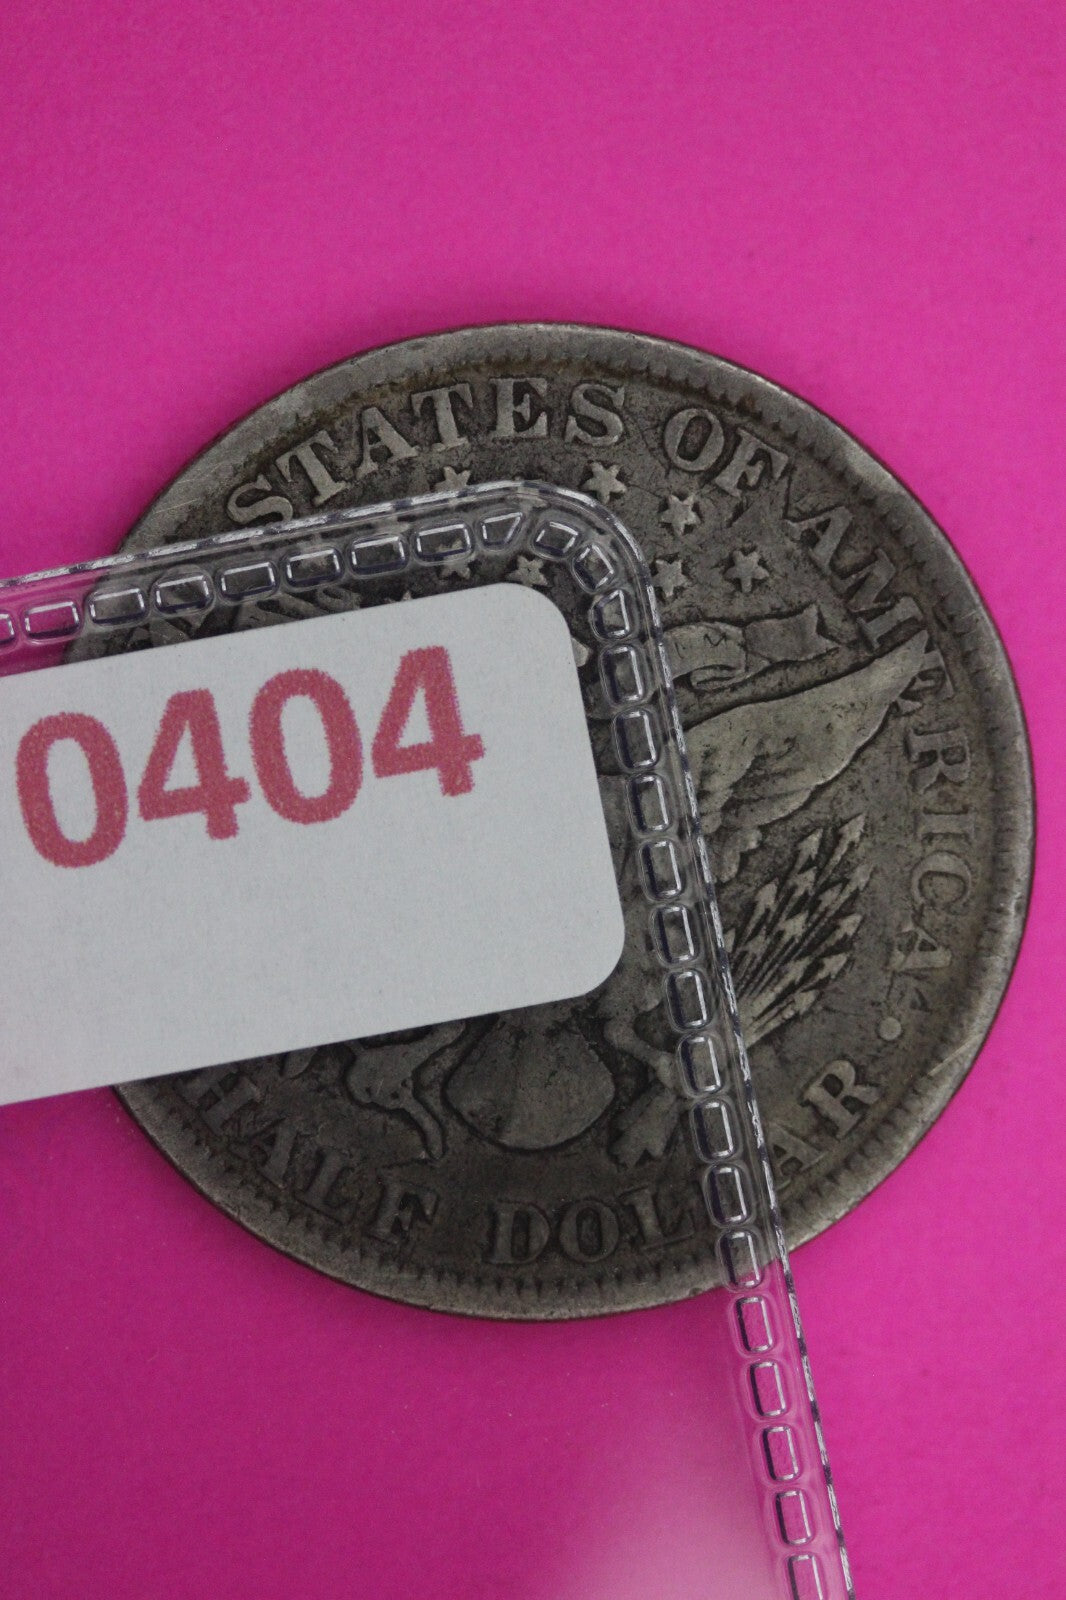 STATES OF AMERICA.
0404
HALF DOLLAR